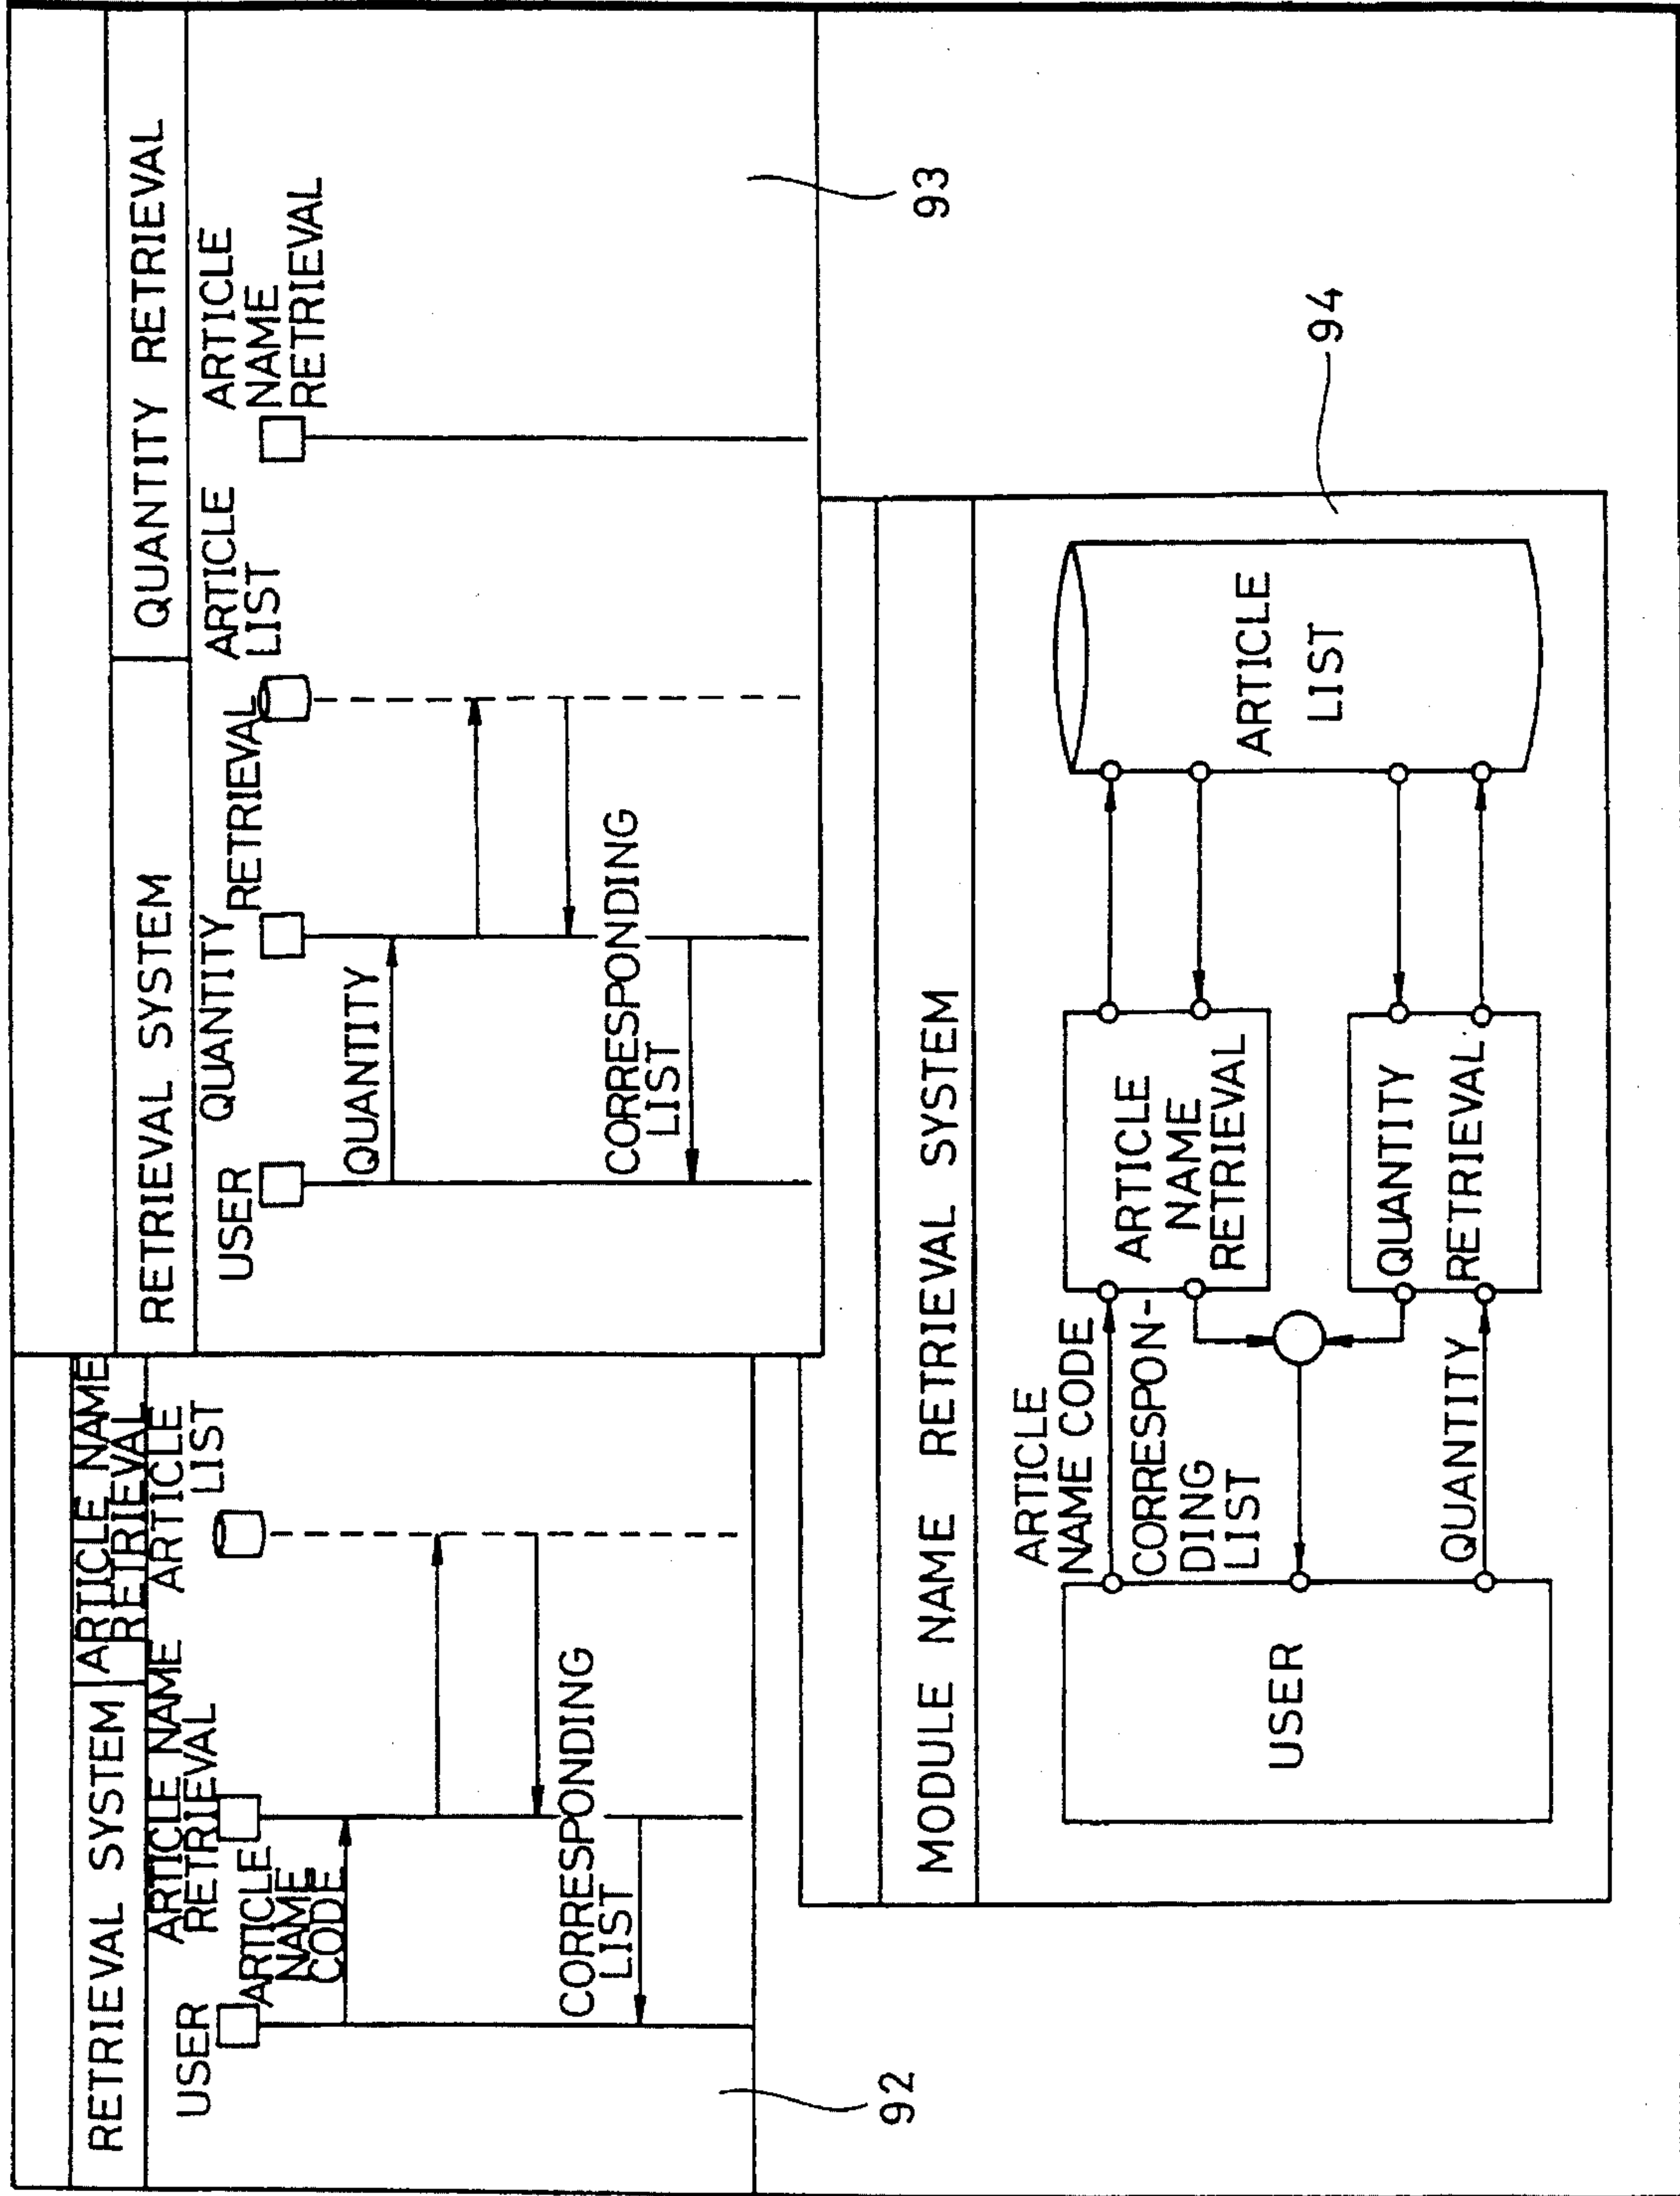 RETRIEVAL SYSTEM
ARTICLE NAME
RETRIEVAL
USER
ARTICLE NAME
RETRIEVAL
ARTICLE
LIST
ARTICLE
NAME
CODE
CORRESPONDING
LIST
92
RETRIEVAL SYSTEM
QUANTITY RETRIEVAL
USER
QUANTITY
RETRIEVAL
ARTICLE
LIST
ARTICLE
NAME
RETRIEVAL
QUANTITY
CORRESPONDING
LIST
93
MODULE NAME RETRIEVAL SYSTEM
USER
ARTICLE
NAME CODE
CORRESPON-
DING
LIST
QUANTITY
ARTICLE
NAME
RETRIEVAL
QUANTITY
RETRIEVAL
ARTICLE
LIST
94